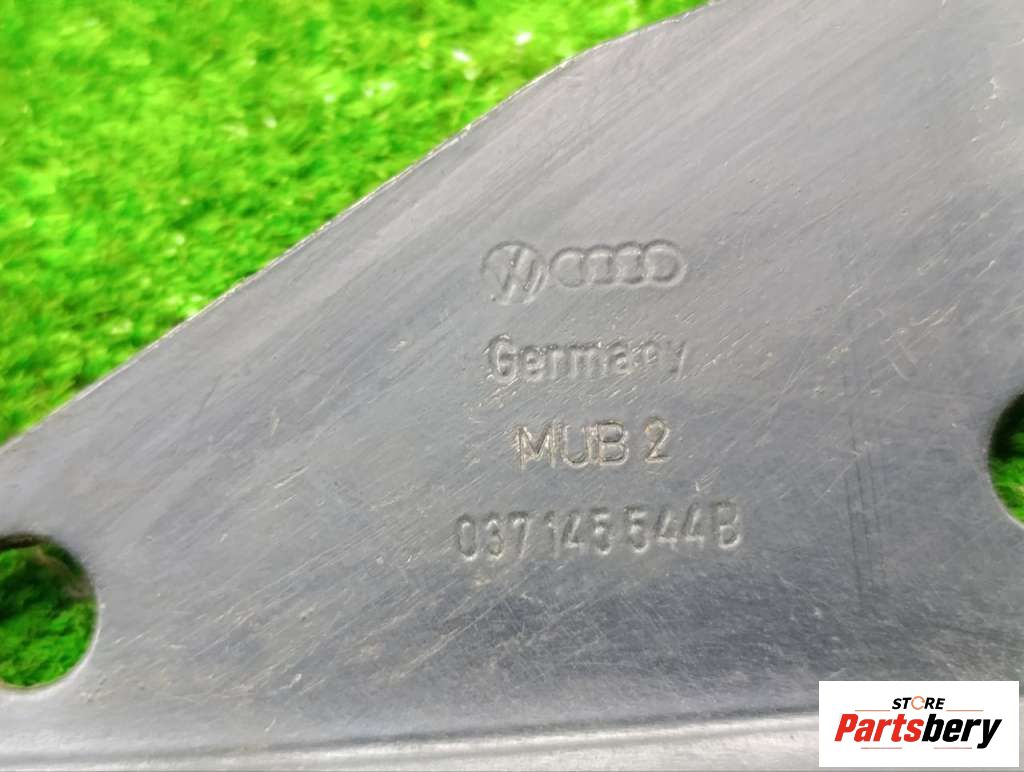 Germany
MUB 2
037 145 544 B
STORE
Partsbery